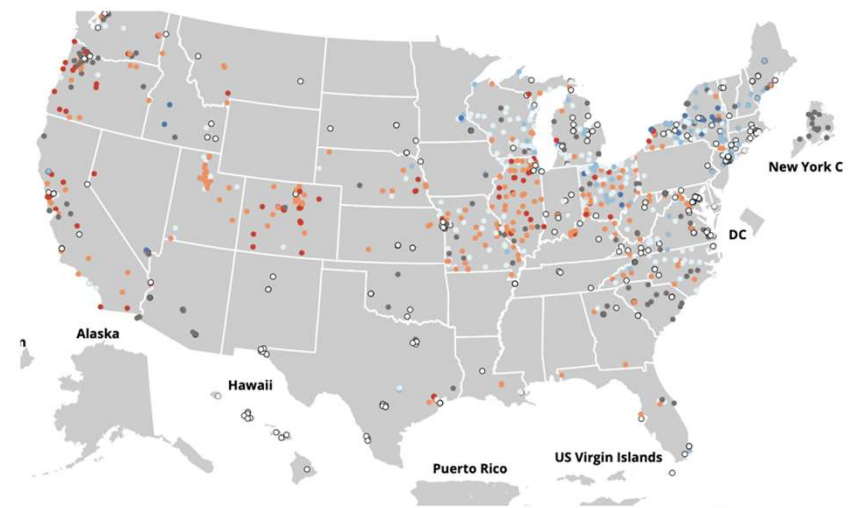 New York C
DC
n
Alaska
Hawaii
US Virgin Islands
Puerto Rico